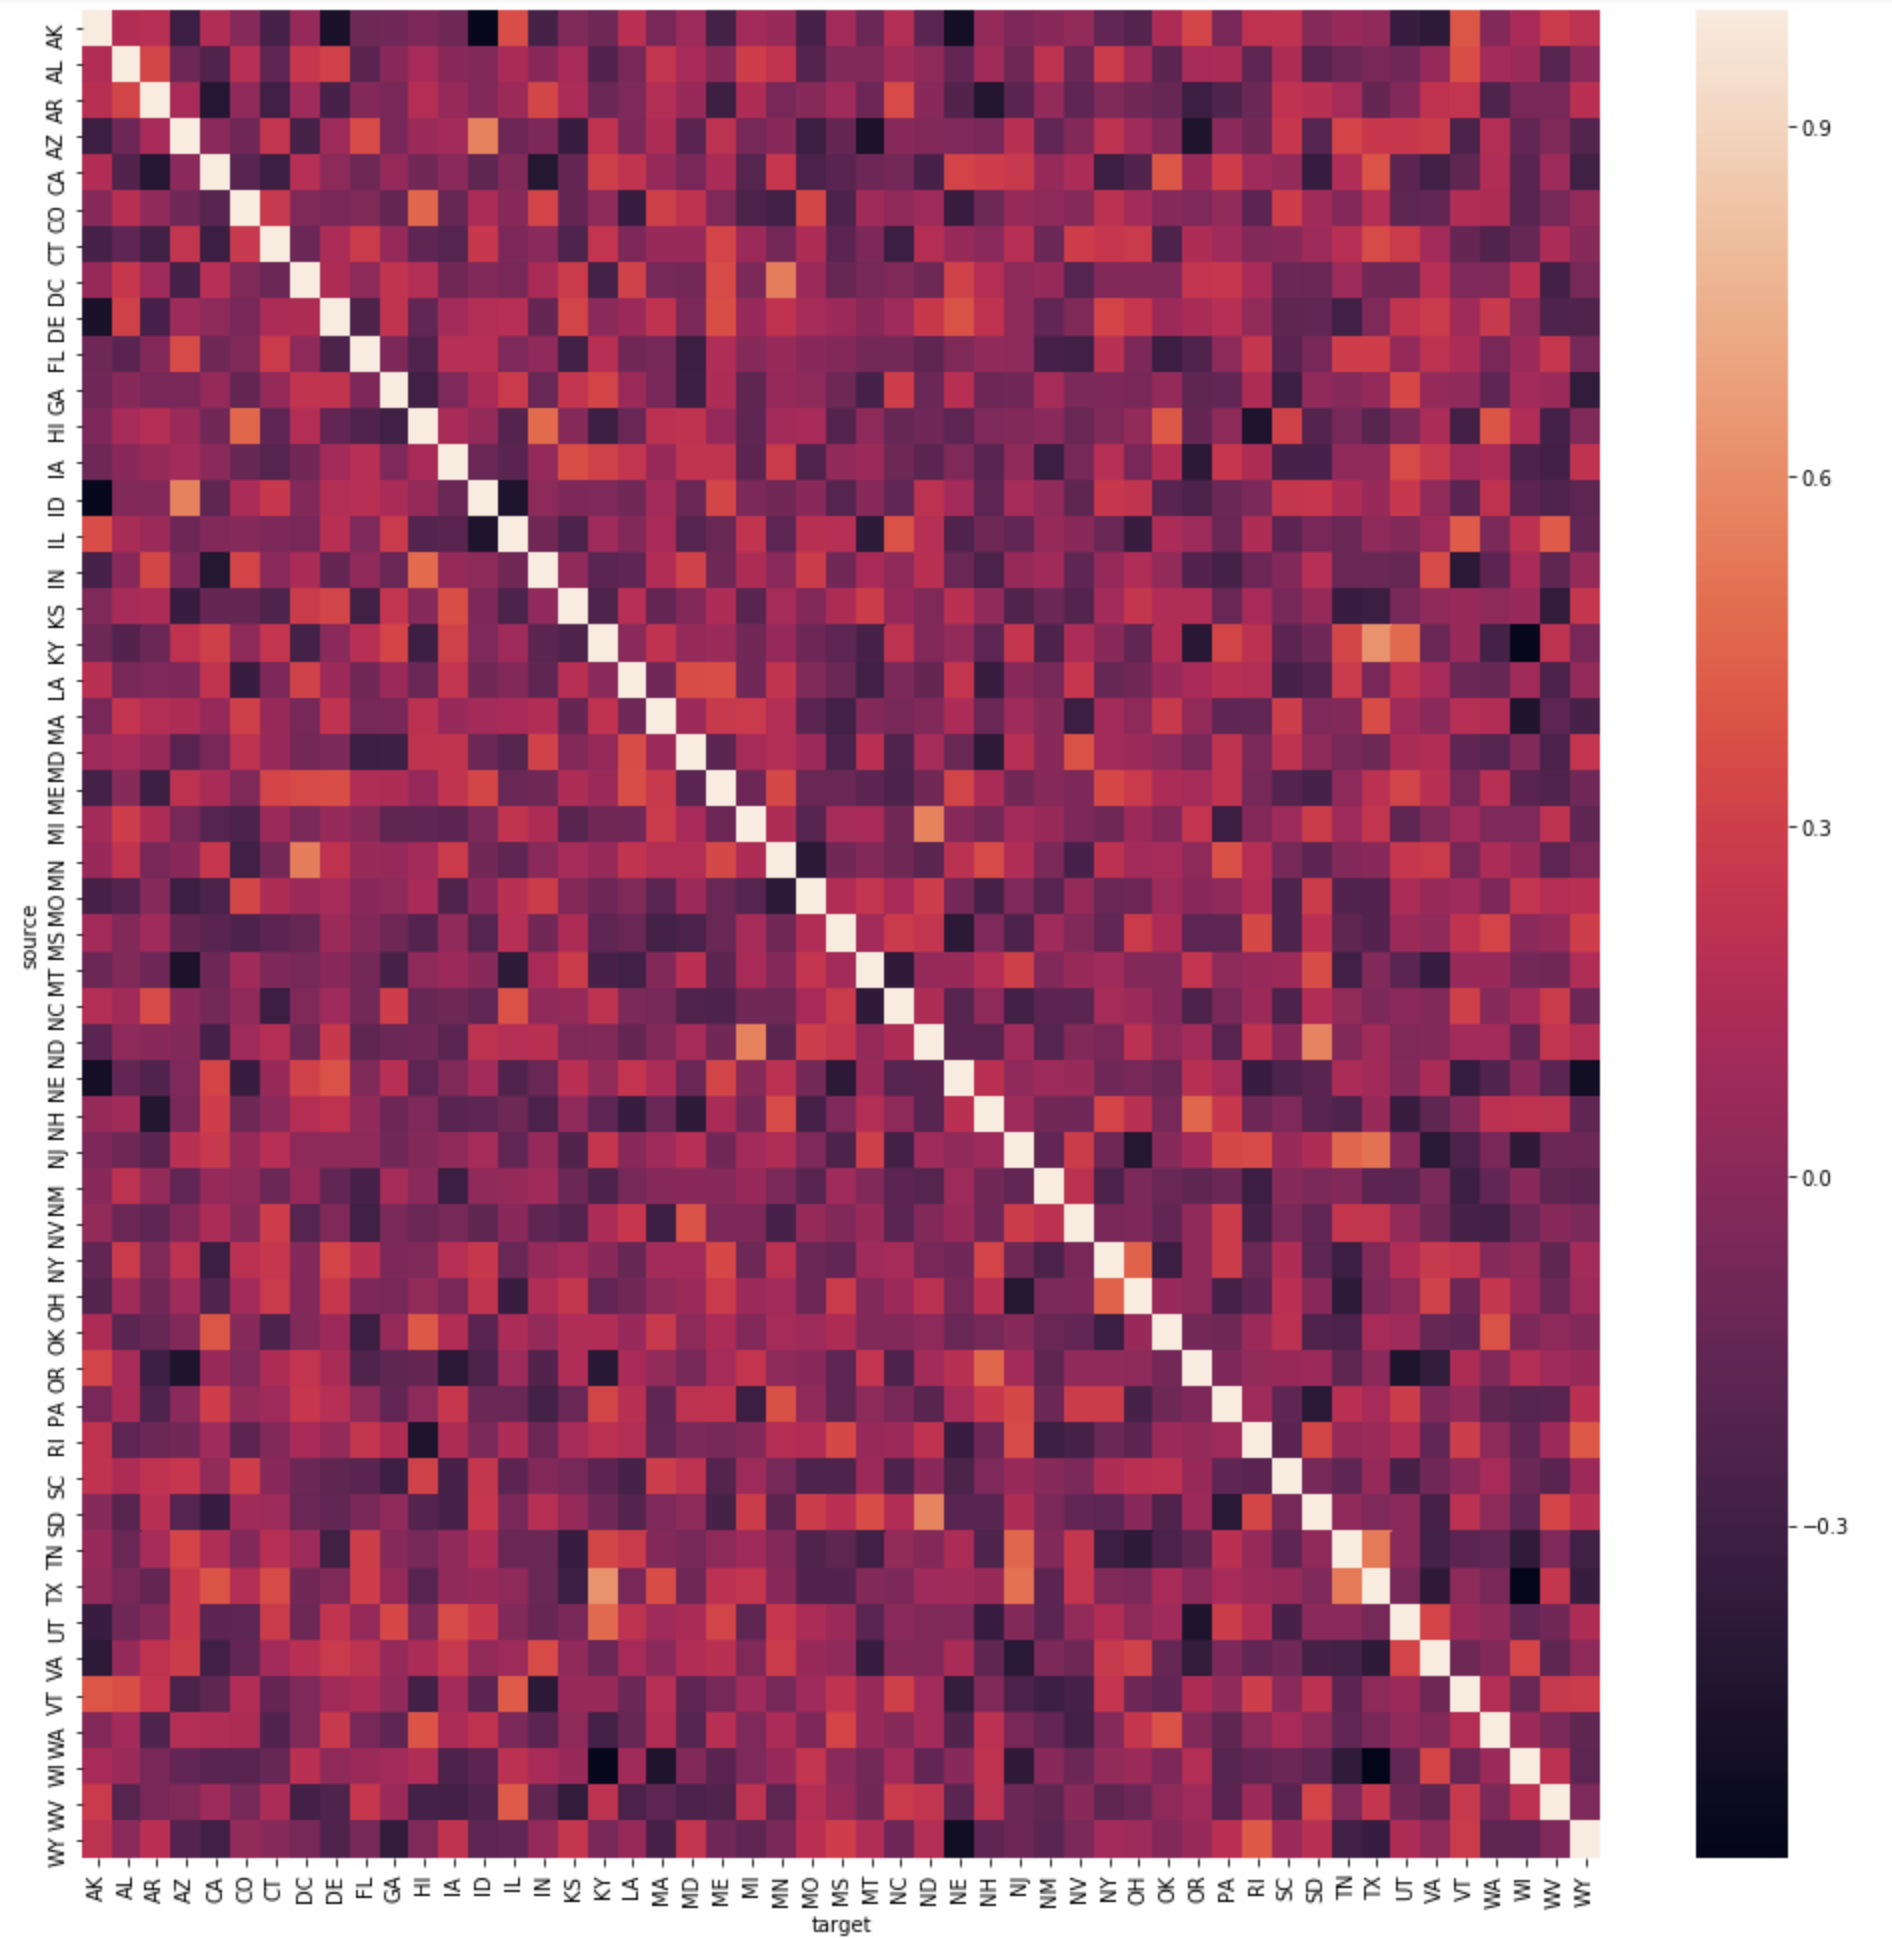 source
AK
AL
AR
AZ
CA
CO
CT
DC
DE
FL
GA
HI
IA
ID
IL
IN
KS
KY
LA
MA
MD
ME
MI
MN
MO
MS
MT
NC
ND
NE
NH
NJ
NM
NV
NY
OH
OK
OR
PA
RI
SC
SD
TN
TX
UT
VA
VT
WA
WI
WV
WY
AK AL AR AZ CA CO CT DC DE FL GA HI IA ID IL IN KS KY LA MA MD ME MI MN MO MS MT NC ND NE NH NJ NM NV NY OH OK OR PA RI SC SD TN TX UT VA VT WA WI WV WY
target
0.9
0.6
0.3
0.0
−0.3